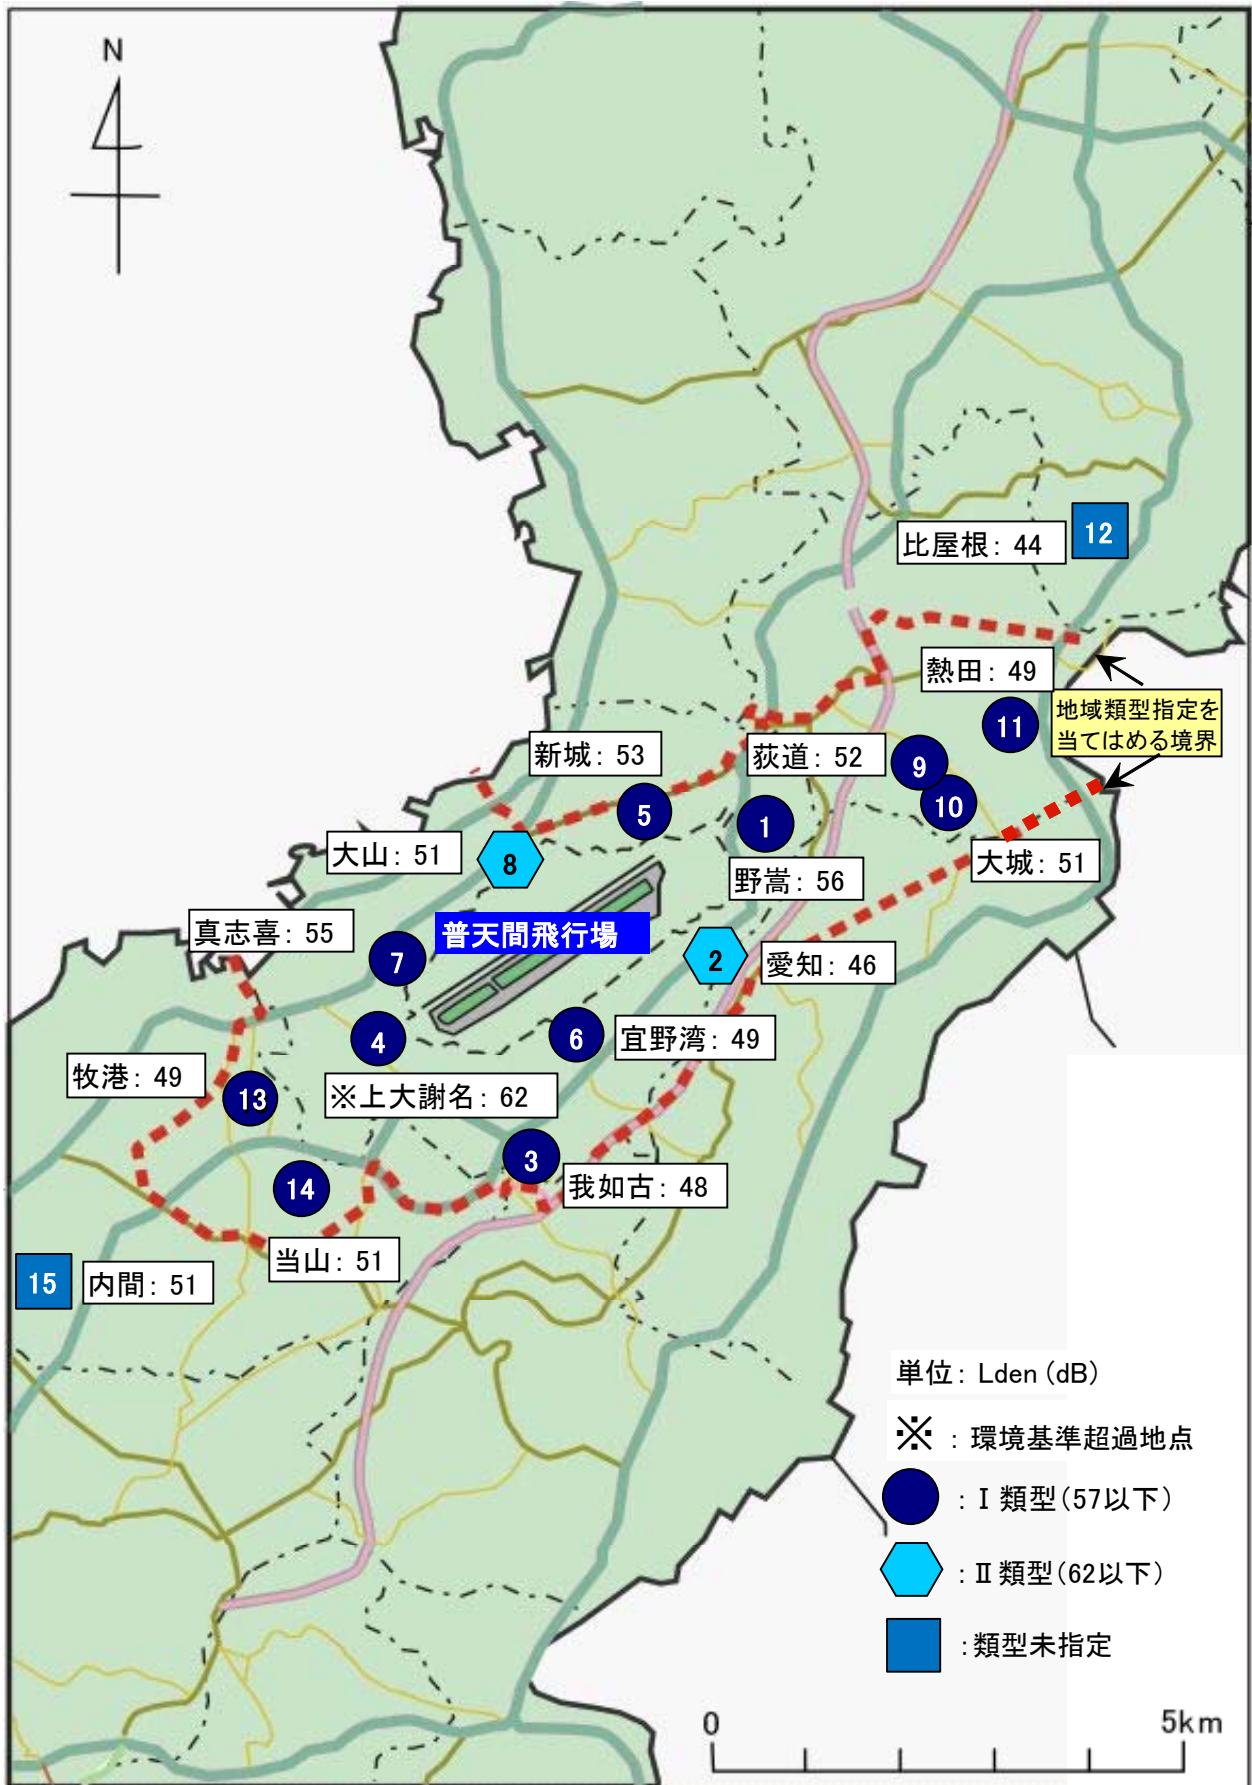 N
比屋根: 44
12
熱田: 49
11
地域類型指定を
当てはめる境界
新城: 53
荻道: 52
9
5
1
10
大山: 51
8
大城: 51
野嵩: 56
真志喜: 55
普天間飛行場
7
2
愛知: 46
4
6
宜野湾: 49
牧港: 49
※上大謝名: 62
13
3
14
我如古: 48
当山: 51
15
内間: 51
単位: Lden (dB)
※ : 環境基準超過地点
: Ⅰ類型(57以下)
: Ⅱ類型(62以下)
: 類型未指定
0
5km